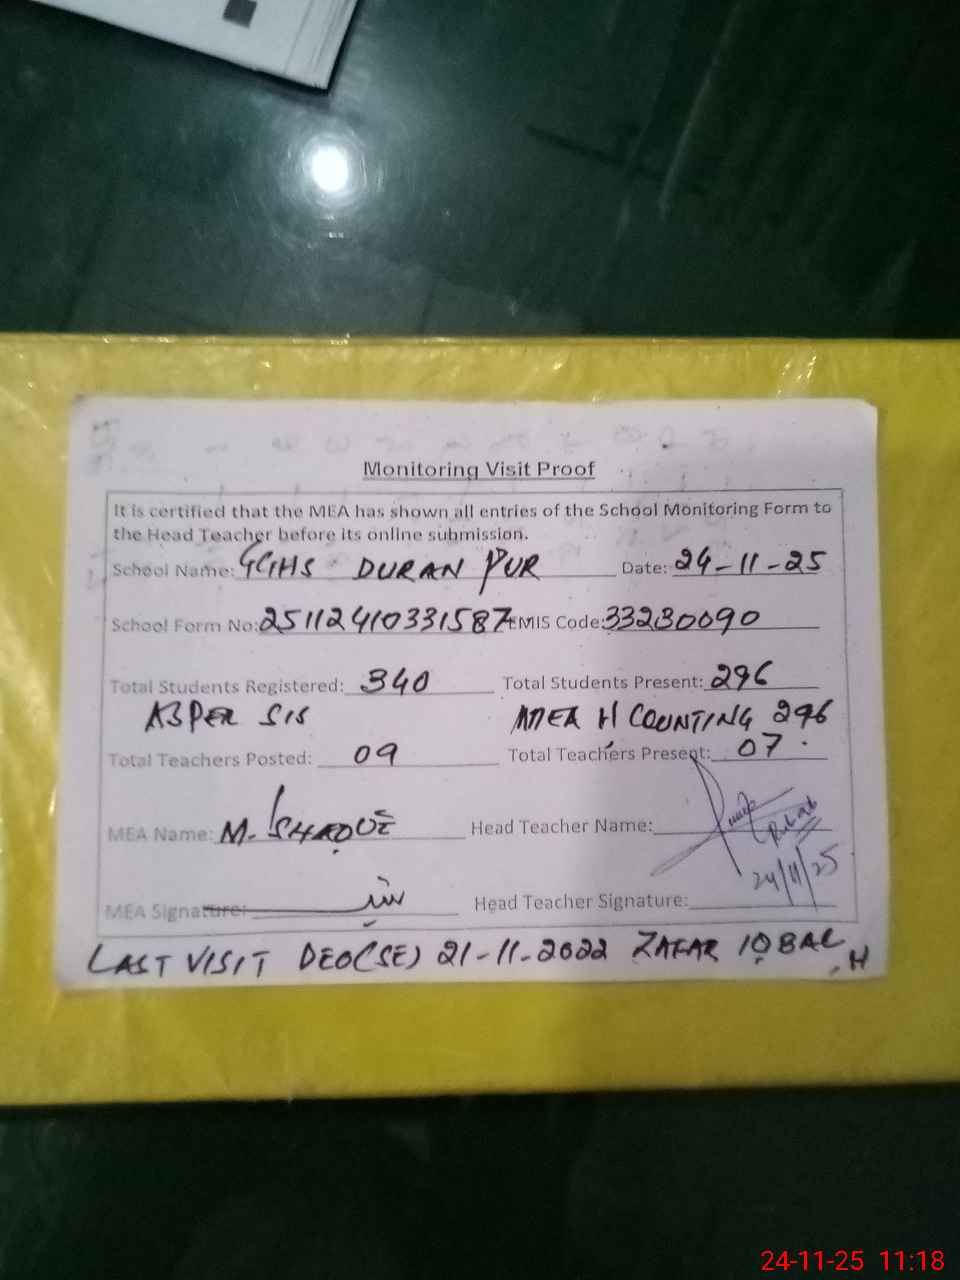 Monitoring Visit Proof
It is certified that the MEA has shown all entries of the School Monitoring Form to
the Head Teacher before its online submission.
School Name: GGHS DURAN PUR Date: 24-11-25
School Form No: 25112410331587 EMIS Code: 33230090
Total Students Registered: 340 Total Students Present: 296
AS PER SIS AFTER H COUNTING 296
Total Teachers Posted: 09 Total Teachers Present: 07
MEA Name: M. Head Teacher Name:
24/11/25
MEA Signature: Head Teacher Signature:
LAST VISIT DEO(SE) 21-11-2022 ZAFAR IQBAL
24-11-25 11:18